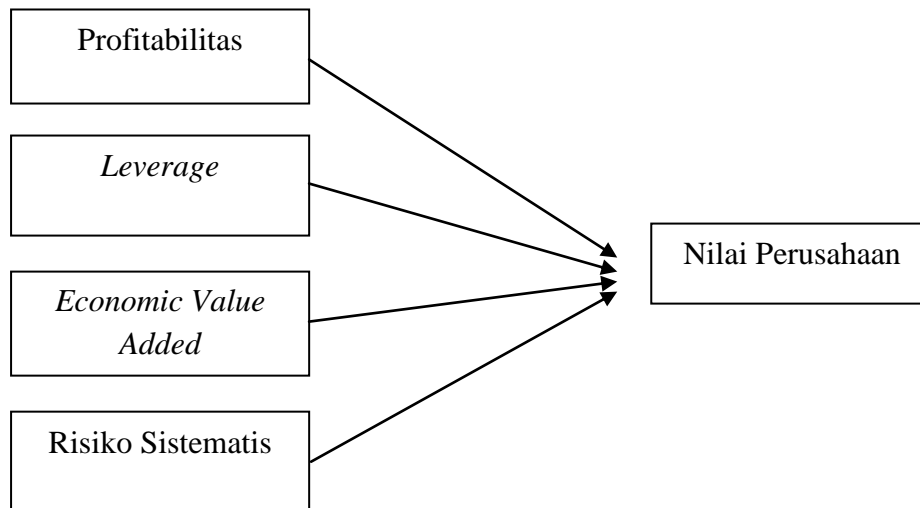 Profitabilitas
Leverage
Economic Value
Added
Risiko Sistematis
Nilai Perusahaan